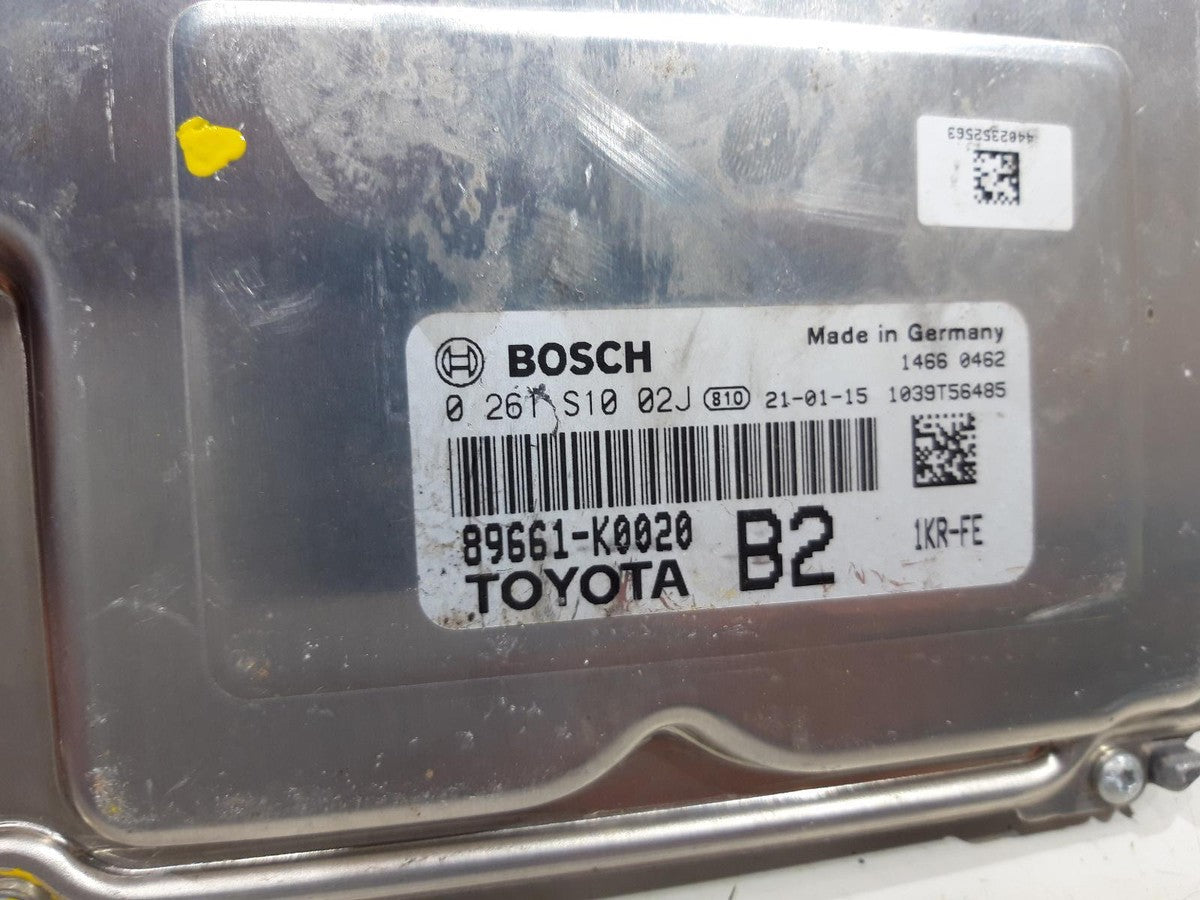 4482352563
BOSCH
Made in Germany
1466 0462
0 261 S10 02J 810 21-01-15 1039T56485
89661-K0020
TOYOTA
B2
1KR-FE